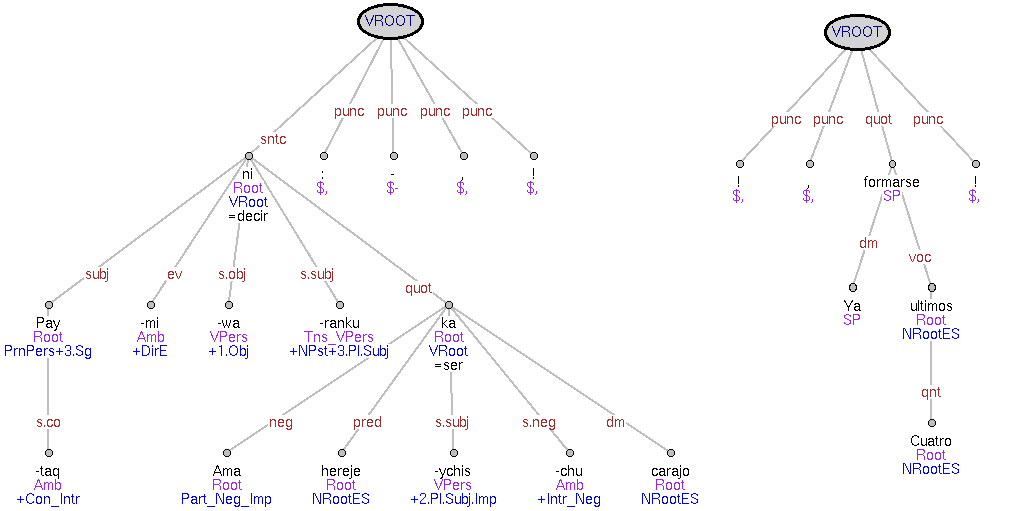 VROOT
VROOT
punc punc punc punc
punc punc quot punc
sntc
ni
Root
VRoot
=decir
:
$,
-
$-
,
$,
!
$,
!
$,
,
$,
formarse
SP
!
$,
subj ev s.obj s.subj quot
dm voc
Pay
Root
PrnPers+3.Sg
-mi
Amb
+DirE
-wa
VPers
+1.Obj
-ranku
Tns_VPers
+NPst+3.Pl.Subj
ka
Root
VRoot
=ser
Ya
SP
ultimos
Root
NRootES
s.co neg pred s.subj s.neg dm
qnt
-taq
Amb
+Con_Intr
Ama
Root
Part_Neg_Imp
hereje
Root
NRootES
-ychis
VPers
+2.Pl.Subj.Imp
-chu
Amb
+Intr_Neg
carajo
Root
NRootES
Cuatro
Root
NRootES